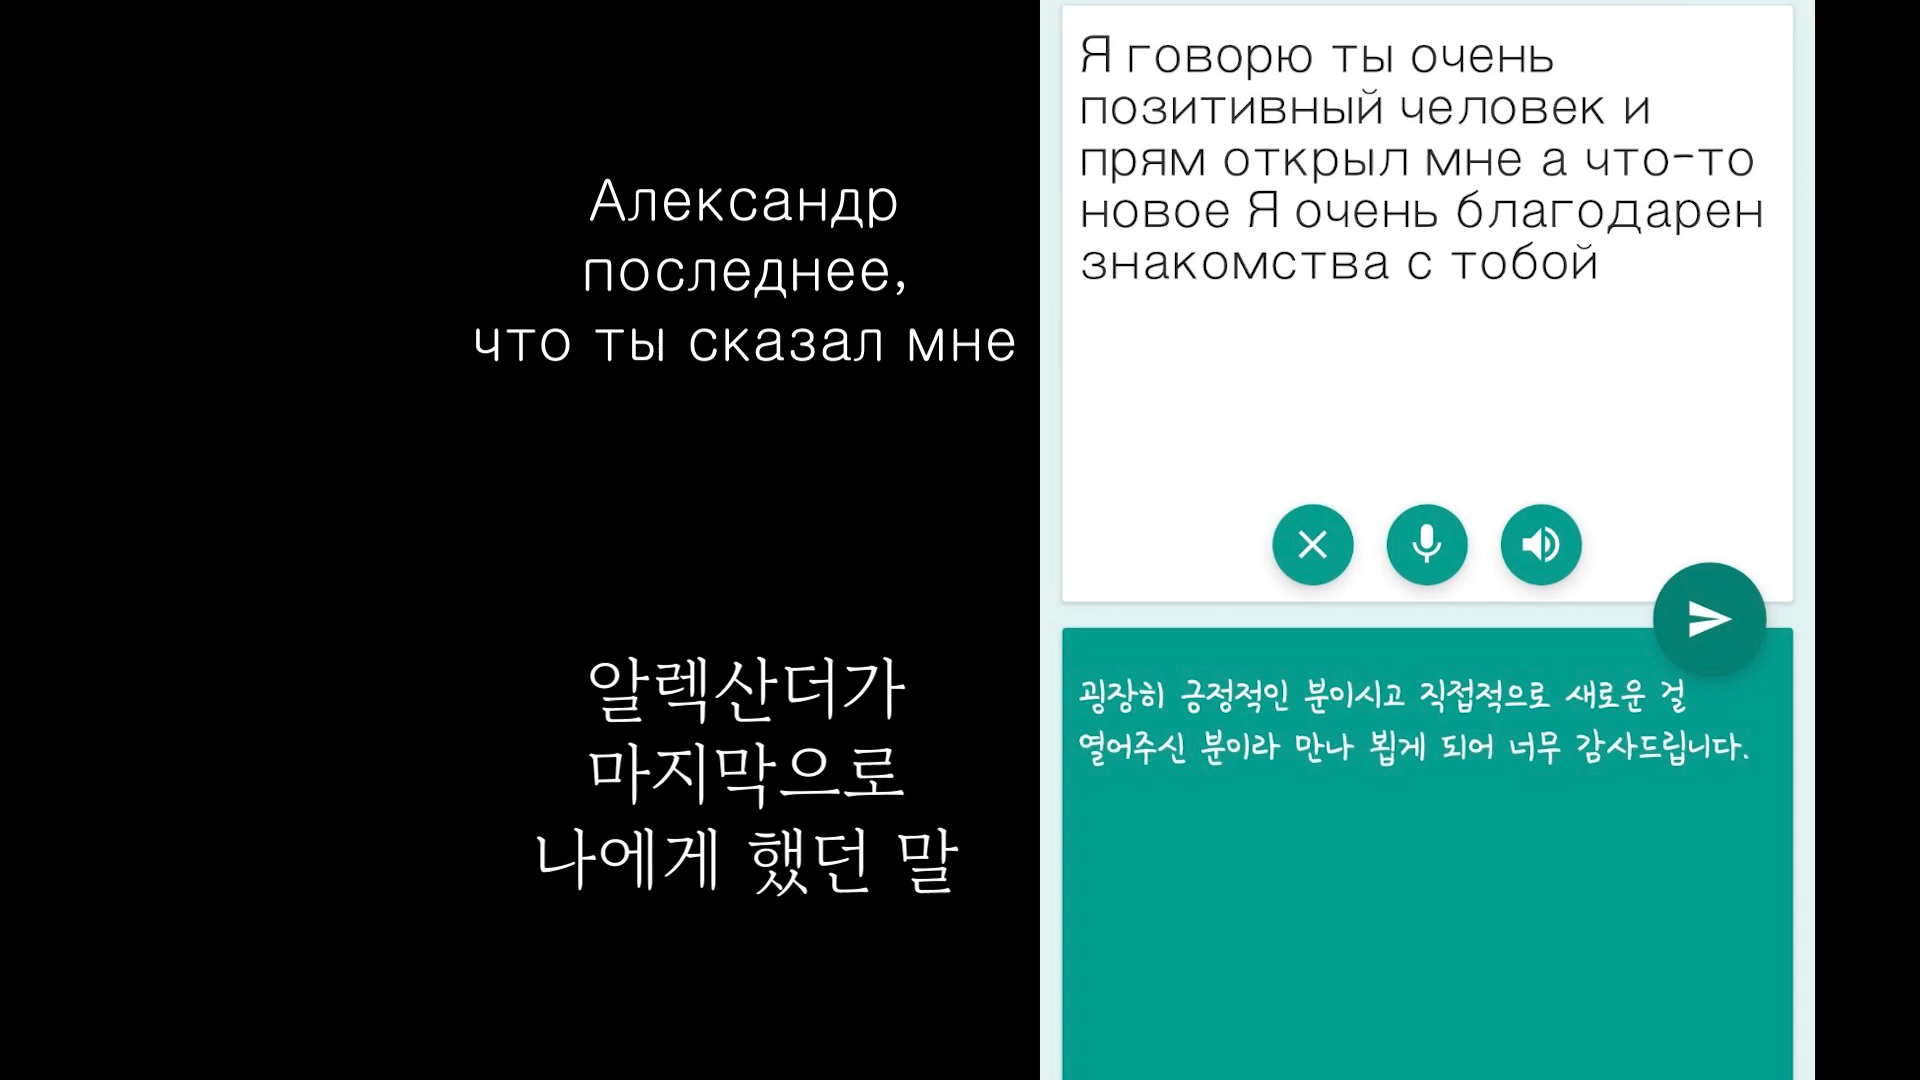 Александр
последнее,
что ты сказал мне
알렉산더가
마지막으로
나에게 했던 말
Я говорю ты очень
позитивный человек и
прям открыл мне а что-то
новое Я очень благодарен
знакомства с тобой
굉장히 긍정적인 분이시고 직접적으로 새로운 걸
열어주신 분이라 만나 뵙게 되어 너무 감사드립니다.